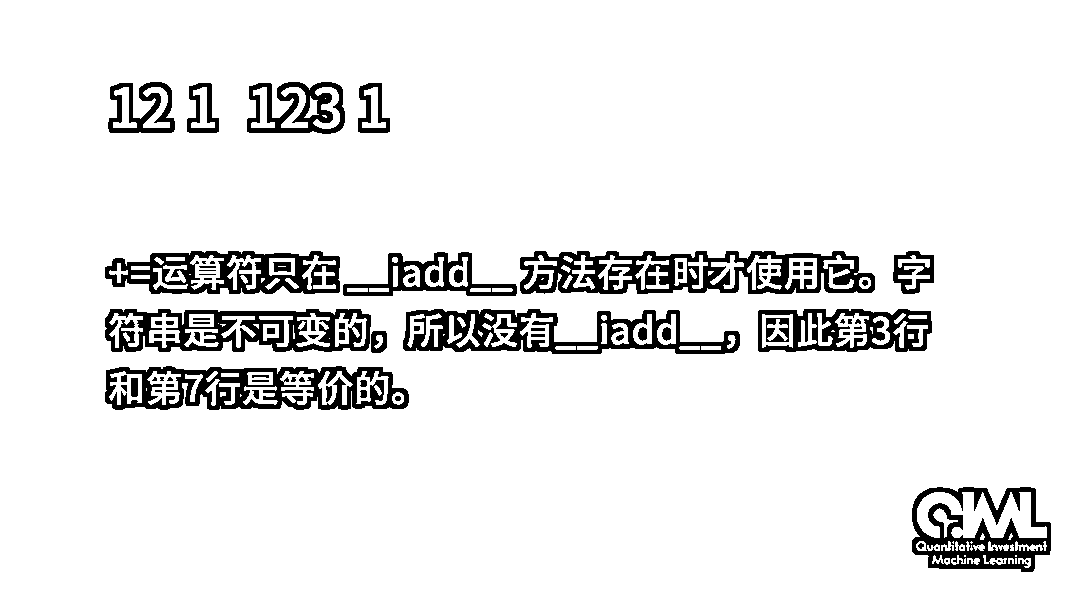 12 1  123 1
+=运算符只在 __iadd__ 方法存在时才使用它。字
符串是不可变的，所以没有__iadd__，因此第3行
和第7行是等价的。
QIML
Quantitative Investment
Machine Learning